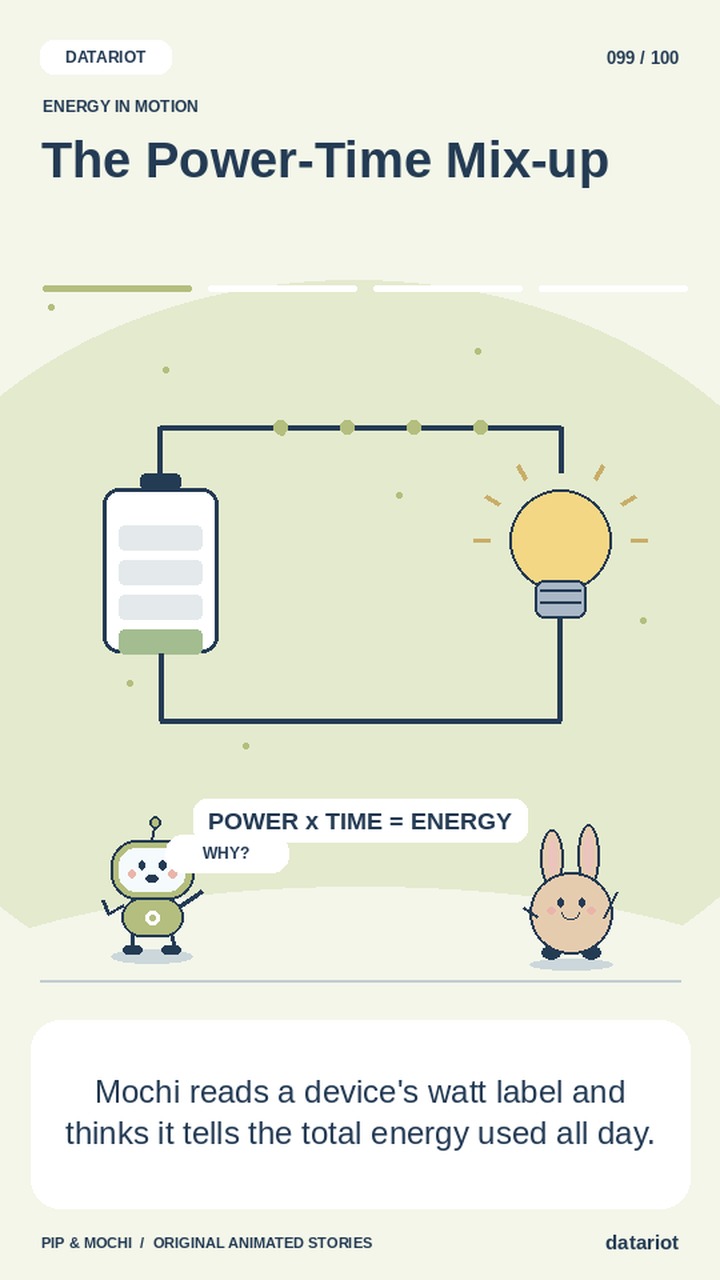 DATARIOT
099 / 100
ENERGY IN MOTION
The Power-Time Mix-up
POWER x TIME = ENERGY
WHY?
Mochi reads a device's watt label and
thinks it tells the total energy used all day.
PIP & MOCHI / ORIGINAL ANIMATED STORIES
datariot